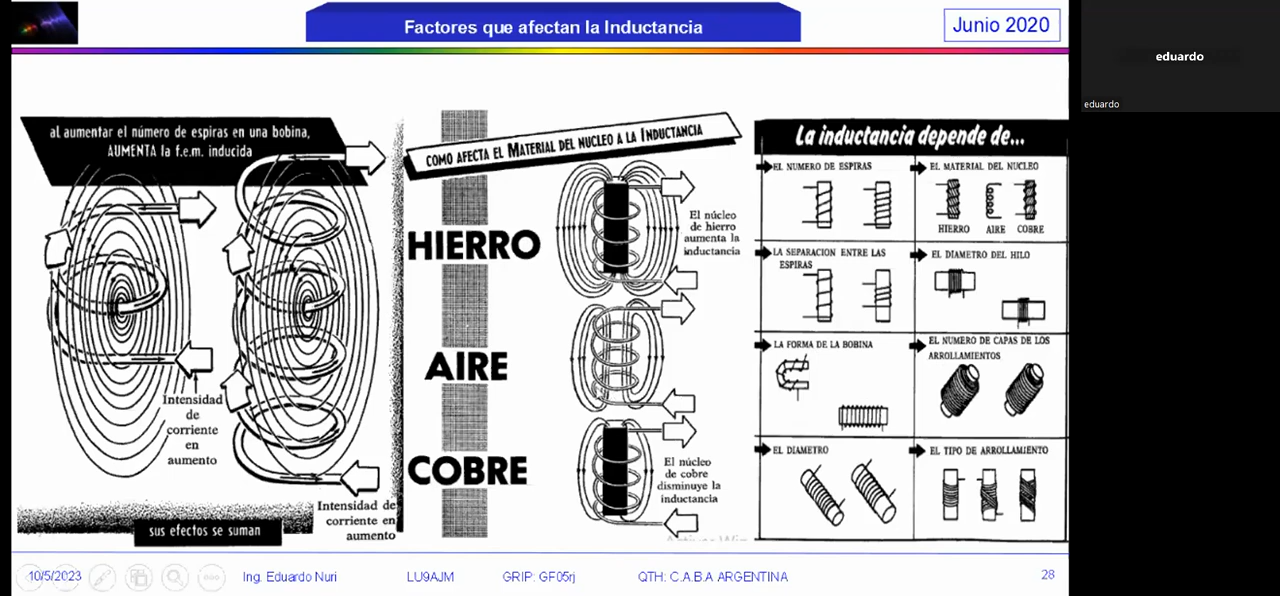 Factores que afectan la Inductancia
Junio 2020
eduardo
eduardo
al aumentar el número de espiras en una bobina,
AUMENTA la f.e.m. inducida
Intensidad
de
corriente
en
aumento
Intensidad de
corriente en
aumento
sus efectos se suman
COMO AFECTA EL MATERIAL DEL NUCLEO A LA INDUCTANCIA
HIERRO
El núcleo
de hierro
aumenta la
inductancia
AIRE
COBRE
El núcleo
de cobre
disminuye la
inductancia
La inductancia depende de...
EL NUMERO DE ESPIRAS
EL MATERIAL DEL NUCLEO
HIERRO AIRE COBRE
LA SEPARACION ENTRE LAS
ESPIRAS
EL DIAMETRO DEL HILO
LA FORMA DE LA BOBINA
EL NUMERO DE CAPAS DE LOS
ARROLLAMIENTOS
EL DIAMETRO
EL TIPO DE ARROLLAMIENTO
10/5/2023
Ing. Eduardo Nuri
LU9AJM
GRIP: GF05rj
QTH: C.A.B.A ARGENTINA
28